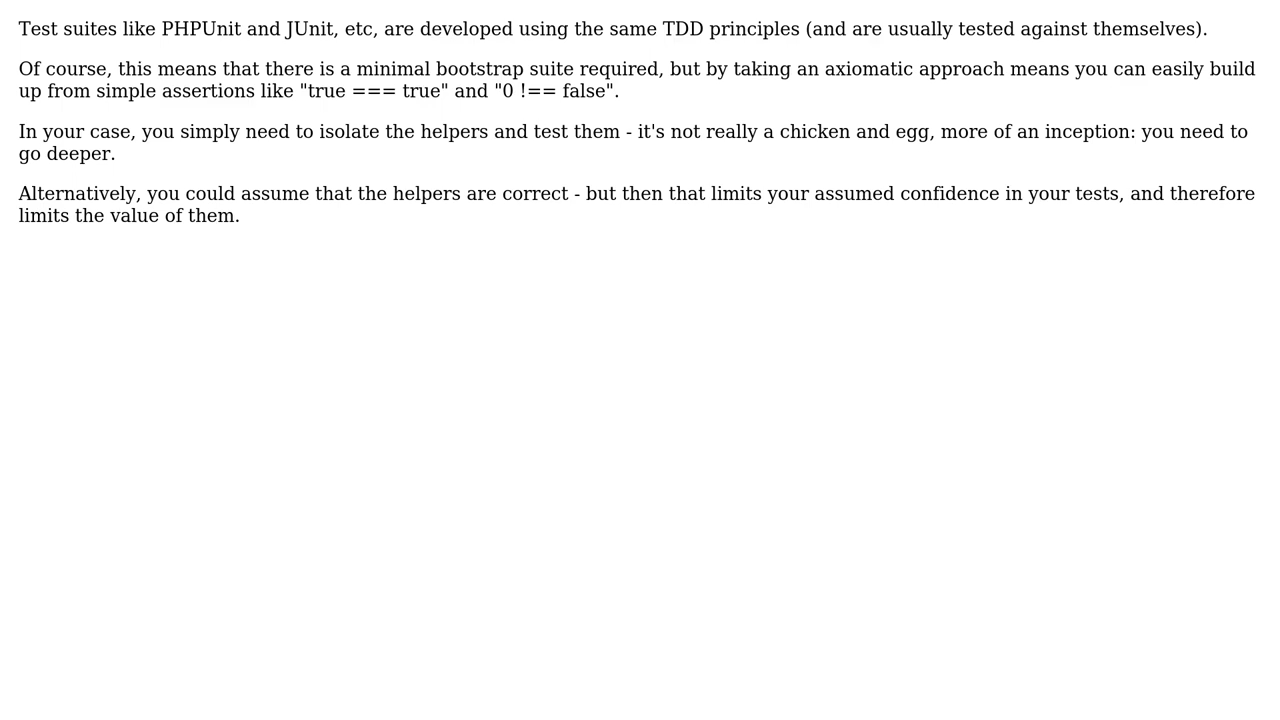 Test suites like PHPUnit and JUnit, etc, are developed using the same TDD principles (and are usually tested against themselves).
Of course, this means that there is a minimal bootstrap suite required, but by taking an axiomatic approach means you can easily build
up from simple assertions like "true === true" and "0 !== false".
In your case, you simply need to isolate the helpers and test them - it's not really a chicken and egg, more of an inception: you need to
go deeper.
Alternatively, you could assume that the helpers are correct - but then that limits your assumed confidence in your tests, and therefore
limits the value of them.